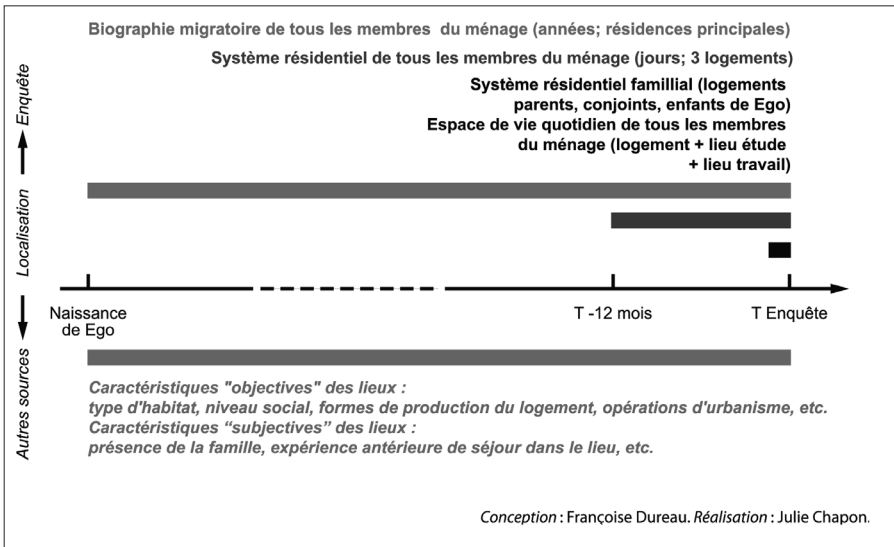 Biographie migratoire de tous les membres du ménage (années; résidences principales)
Système résidentiel de tous les membres du ménage (jours; 3 logements)
Système résidentiel famillial (logements
parents, conjoints, enfants de Ego)
Espace de vie quotidien de tous les membres
du ménage (logement + lieu étude
+ lieu travail)
Enquête
Localisation
Autres sources
Naissance
de Ego
T -12 mois
T Enquête
Caractéristiques "objectives" des lieux :
type d'habitat, niveau social, formes de production du logement, opérations d'urbanisme, etc.
Caractéristiques “subjectives” des lieux :
présence de la famille, expérience antérieure de séjour dans le lieu, etc.
Conception : Françoise Dureau. Réalisation : Julie Chapon.